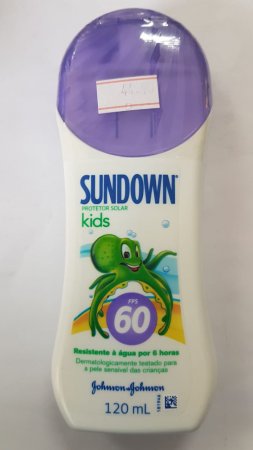 SUNDOWN®
PROTETOR SOLAR
kids
FPS
60
Resistente à água por 6 horas
Dermatologicamente testado para
a pele sensível das crianças
Johnson & Johnson
120 mL